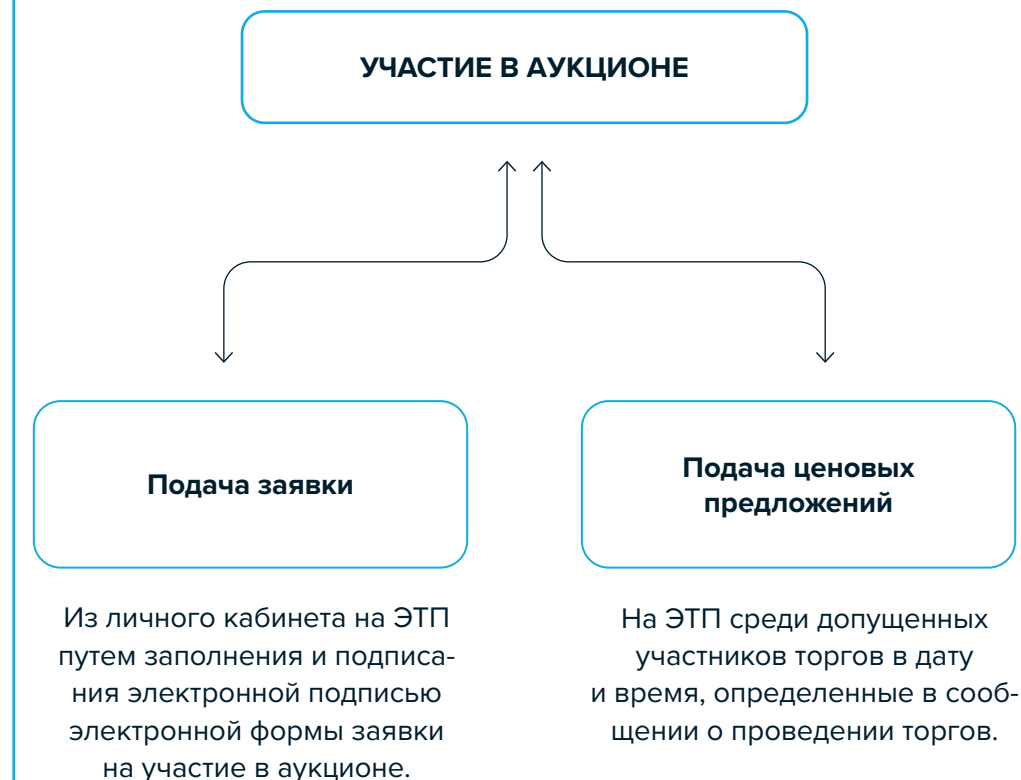 УЧАСТИЕ В АУКЦИОНЕ
Подача заявки
Из личного кабинета на ЭТП
путем заполнения и подписа-
ния электронной подписью
электронной формы заявки
на участие в аукционе.
Подача ценовых
предложений
На ЭТП среди допущенных
участников торгов в дату
и время, определенные в сооб-
щении о проведении торгов.